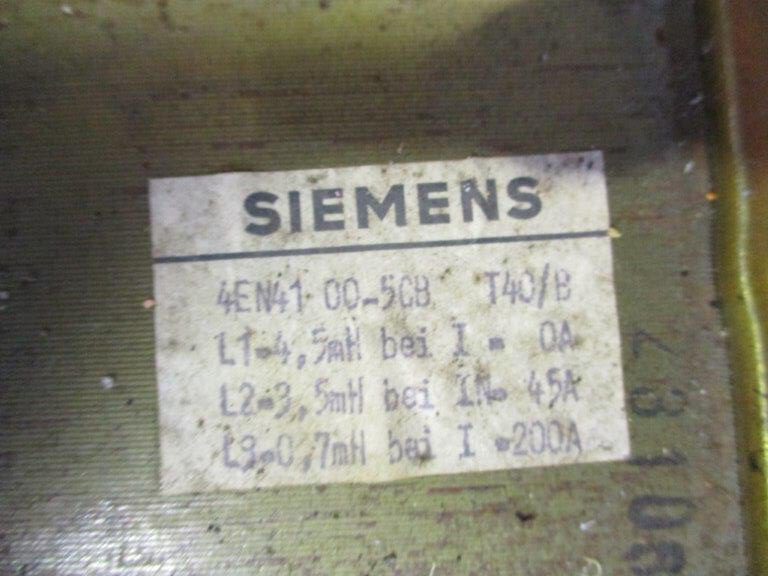 SIEMENS
4EN41 00-5CB T40/B
L1=4,5mH bei I = 0A
L2=3,5mH bei IN= 45A
L3=0,7mH bei I =200A